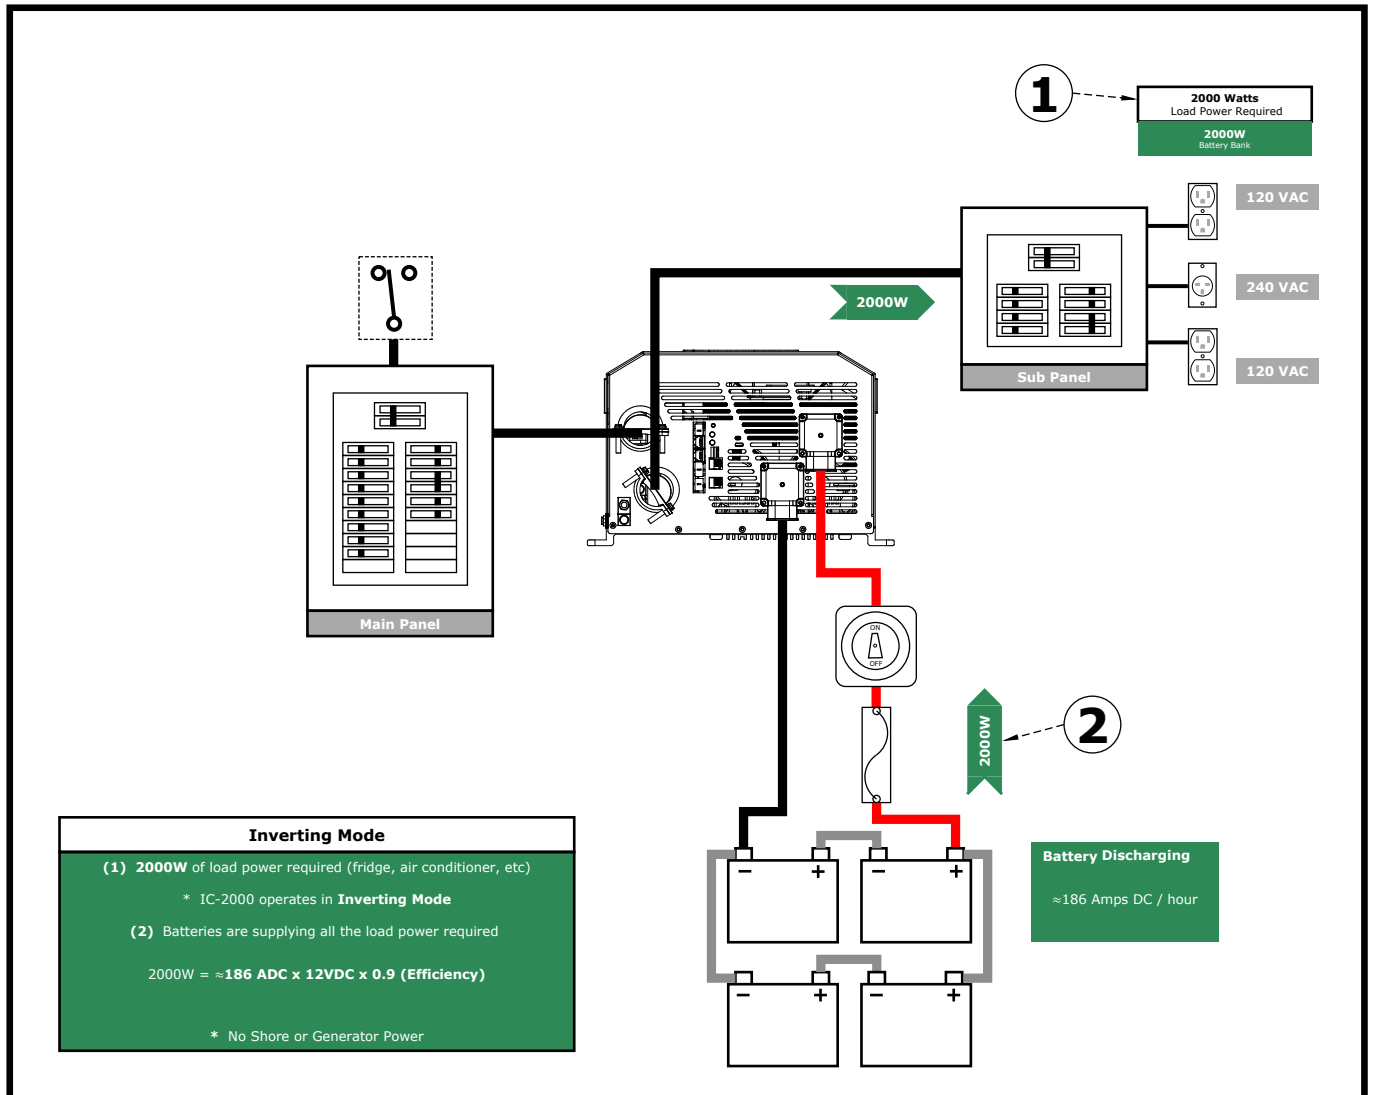 1
2000 Watts
Load Power Required
2000W
Battery Bank
120 VAC
240 VAC
120 VAC
2000W
Sub Panel
Main Panel
ON
OFF
2000W
2
Inverting Mode
(1) 2000W of load power required (fridge, air conditioner, etc)
* IC-2000 operates in Inverting Mode
(2) Batteries are supplying all the load power required
2000W = ≈186 ADC x 12VDC x 0.9 (Efficiency)
* No Shore or Generator Power
Battery Discharging
≈186 Amps DC / hour
− + − +
− + − +